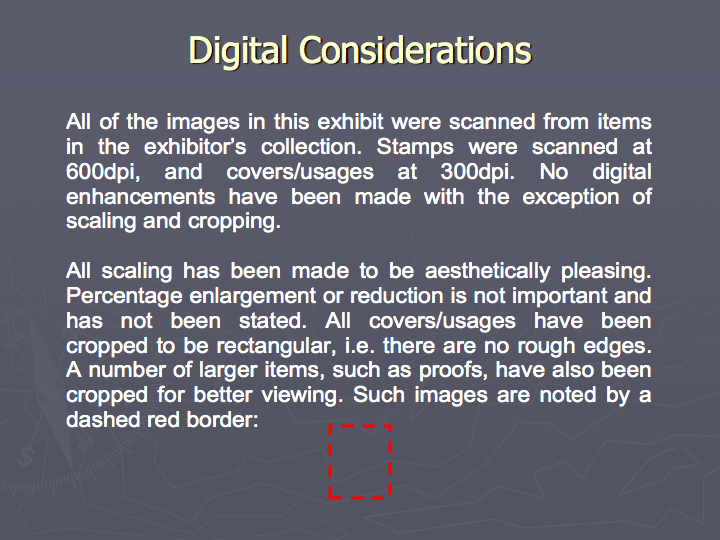 Digital Considerations
All of the images in this exhibit were scanned from items
in the exhibitor's collection. Stamps were scanned at
600dpi, and covers/usages at 300dpi. No digital
enhancements have been made with the exception of
scaling and cropping.
All scaling has been made to be aesthetically pleasing.
Percentage enlargement or reduction is not important and
has not been stated. All covers/usages have been
cropped to be rectangular, i.e. there are no rough edges.
A number of larger items, such as proofs, have also been
cropped for better viewing. Such images are noted by a
dashed red border:
S